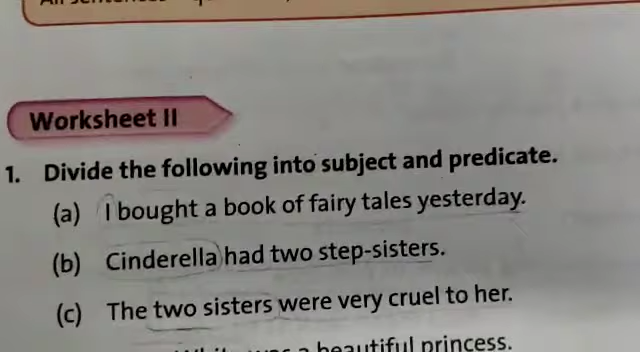 Worksheet II
1. Divide the following into subject and predicate.
(a) I bought a book of fairy tales yesterday.
(b) Cinderella had two step-sisters.
(c) The two sisters were very cruel to her.
was a beautiful princess.